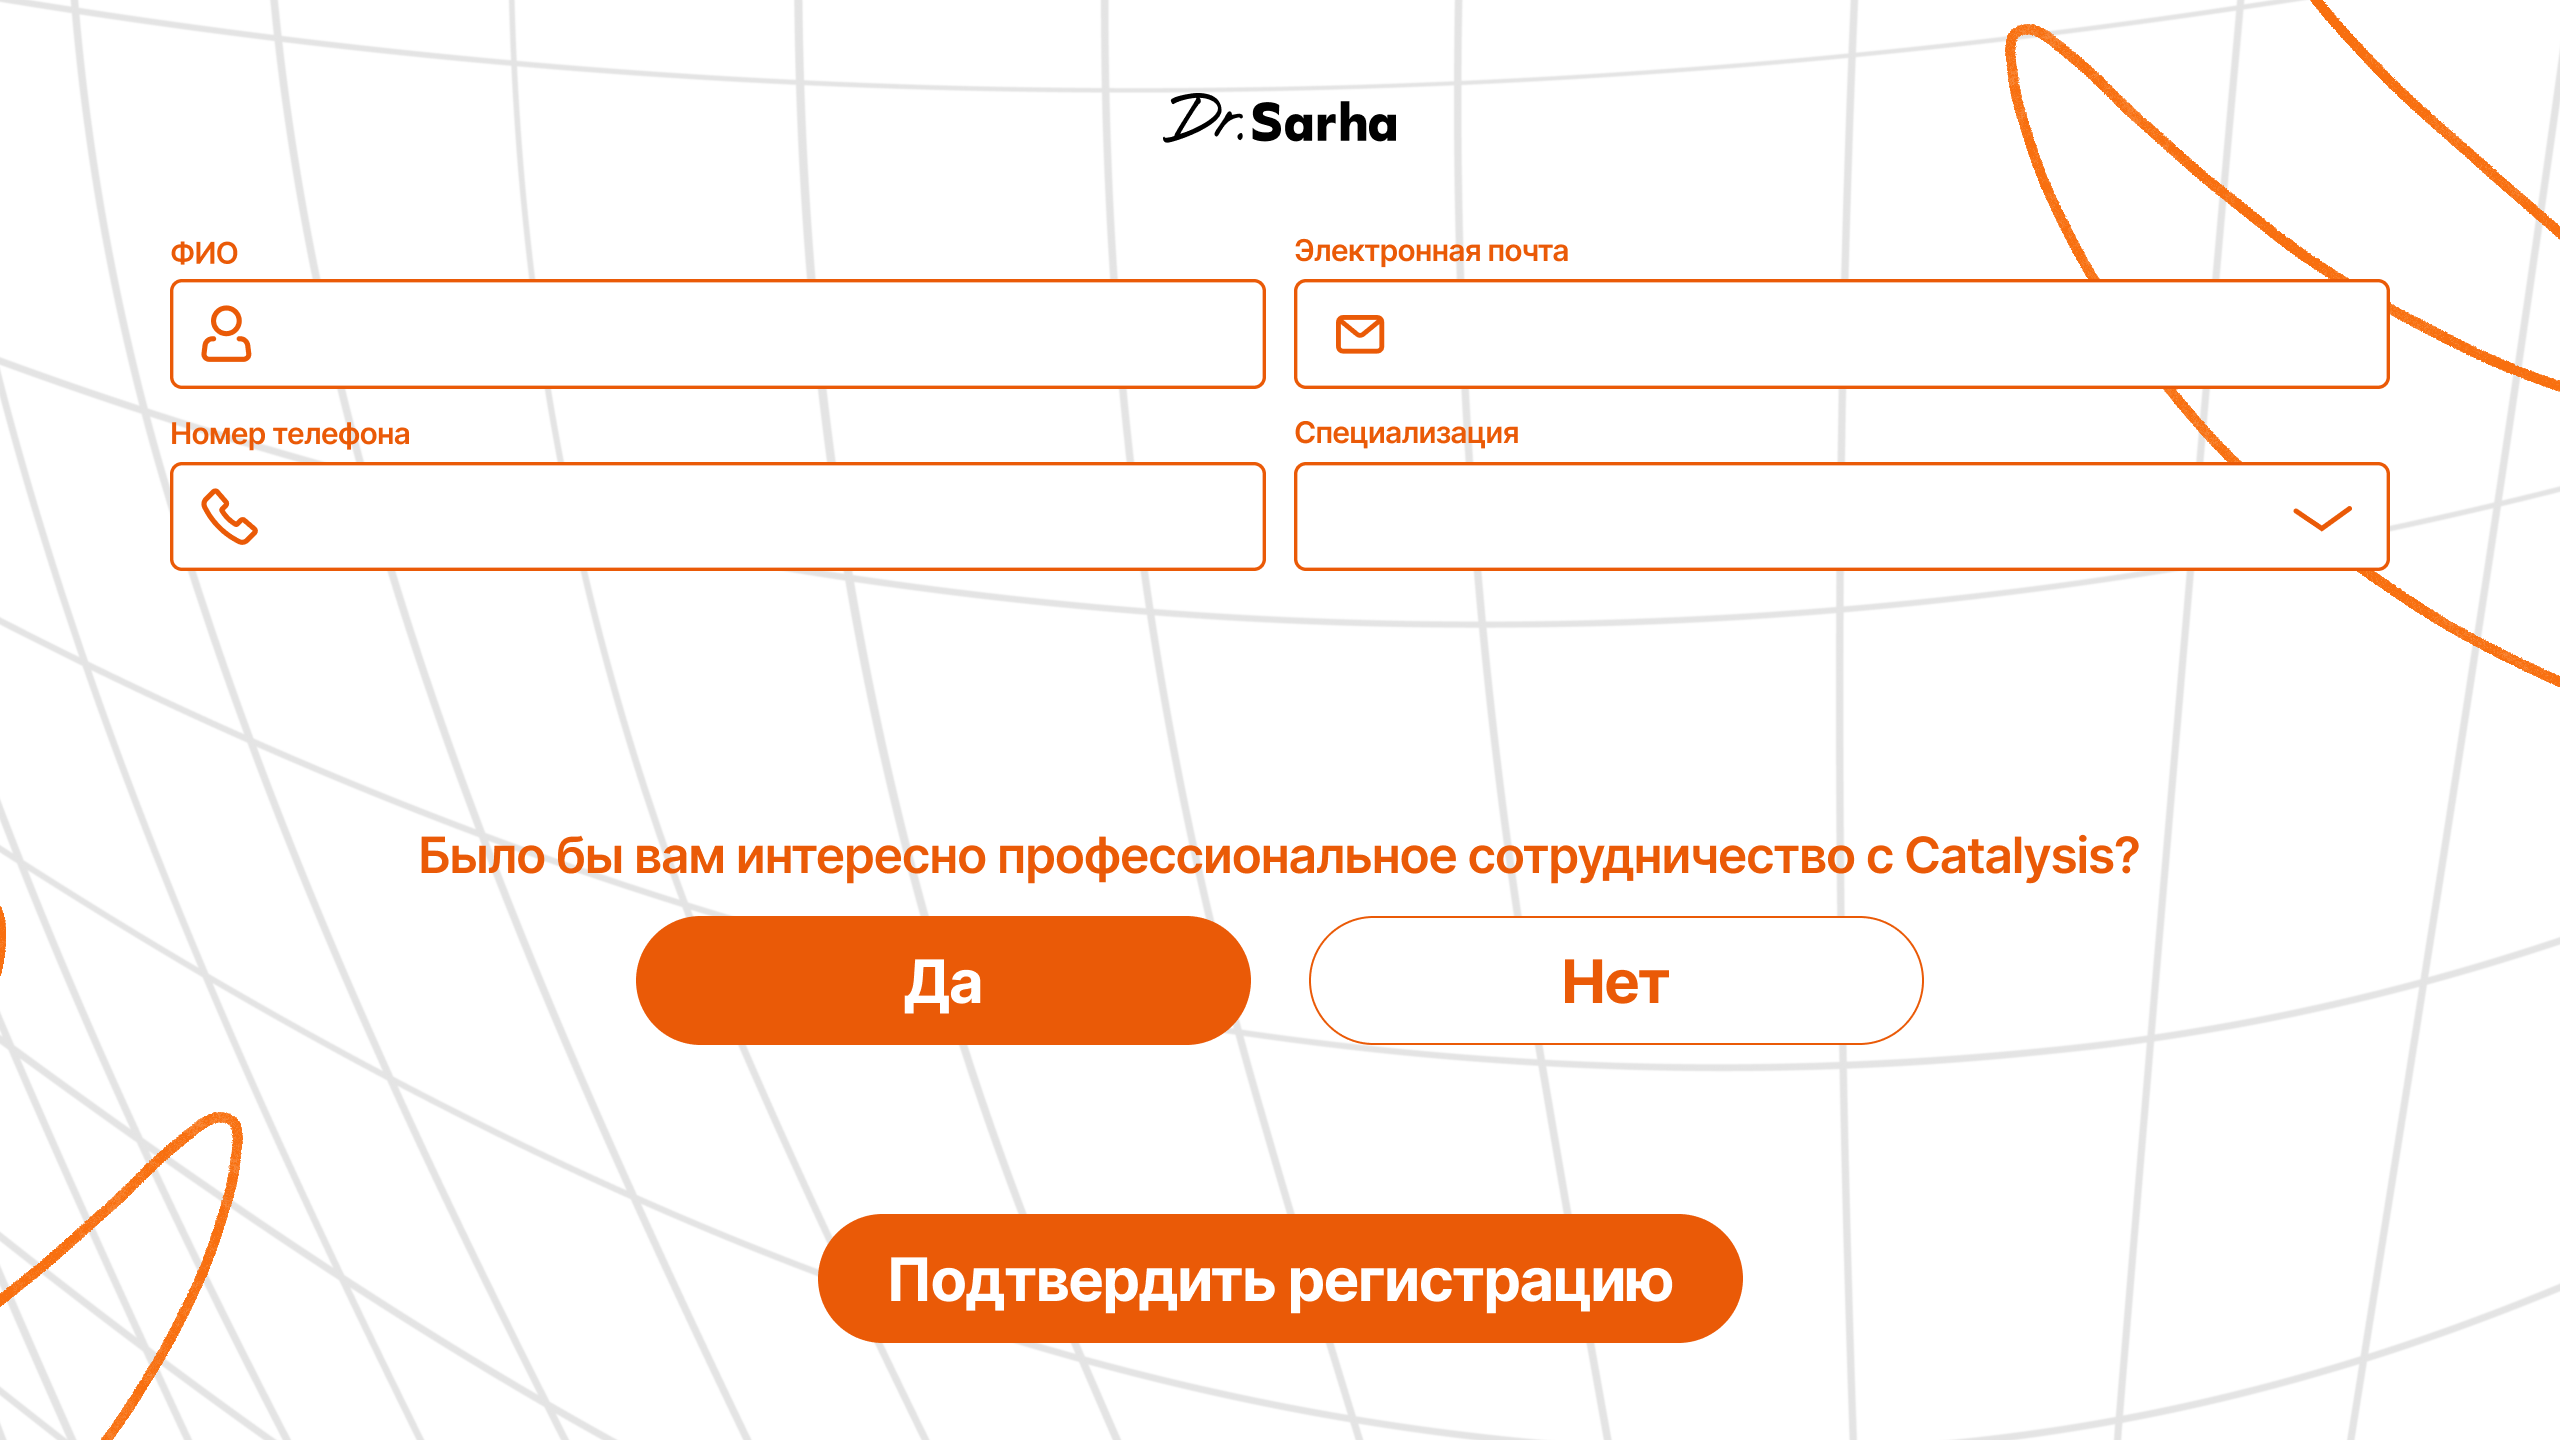 Dr. Sarha
ФИО
Электронная почта
Номер телефона
Специализация
Было бы вам интересно профессиональное сотрудничество с Catalysis?
Да
Нет
Подтвердить регистрацию